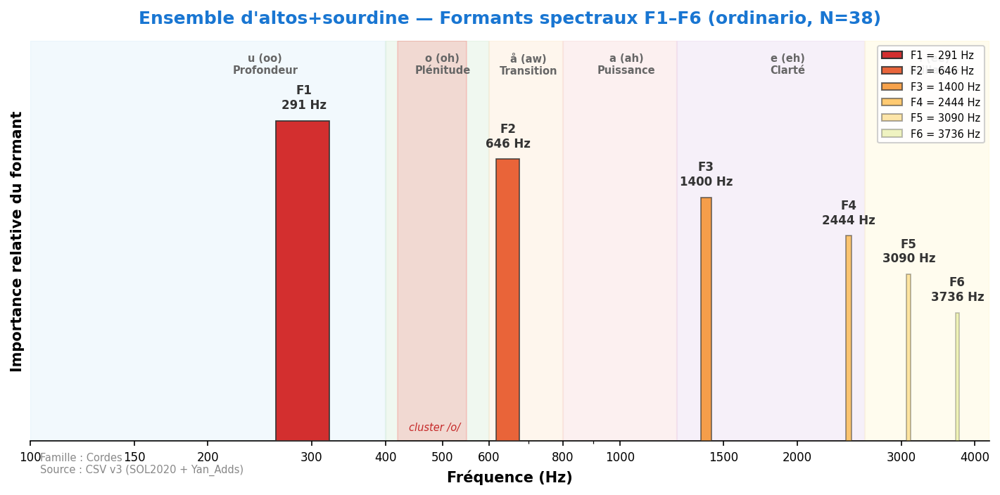 Ensemble d'altos+sourdine — Formants spectraux F1–F6 (ordinario, N=38)
u (oo)
Profondeur
o (oh)
Plénitude
å (aw)
Transition
a (ah)
Puissance
e (eh)
Clarté
F1 = 291 Hz
F2 = 646 Hz
F3 = 1400 Hz
F4 = 2444 Hz
F5 = 3090 Hz
F6 = 3736 Hz
F1
291 Hz
F2
646 Hz
F3
1400 Hz
F4
2444 Hz
F5
3090 Hz
F6
3736 Hz
Importance relative du formant
cluster /o/
100 150 200 300 400 500 600 800 1000 1500 2000 3000 4000
Famille : Cordes
Source : CSV v3 (SOL2020 + Yan_Adds)
Fréquence (Hz)